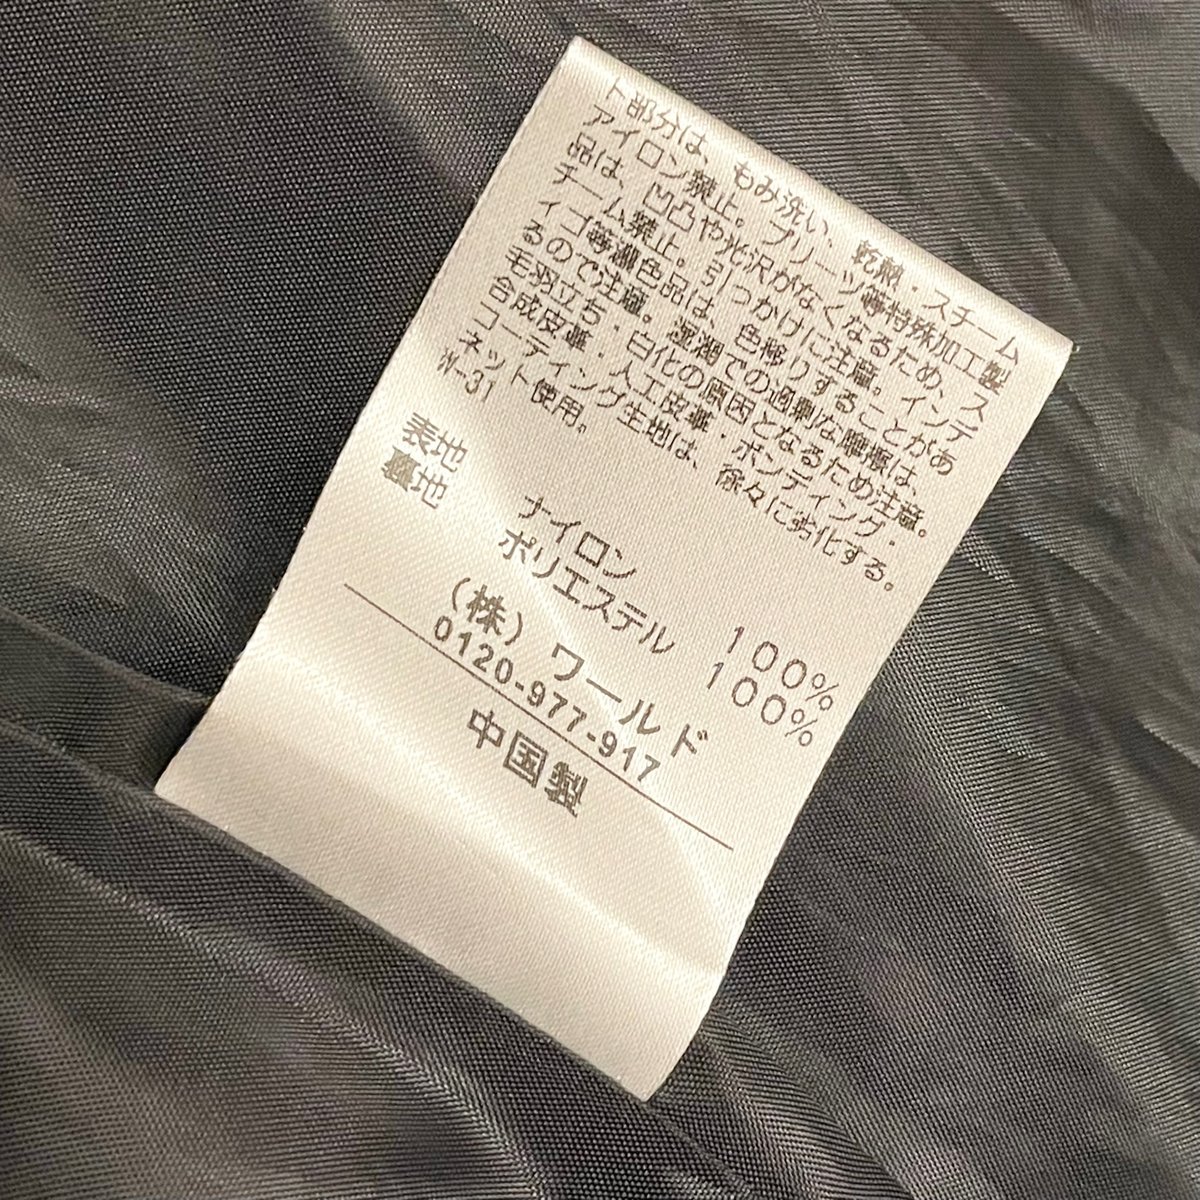 ト部分は、もみ洗い、乾熱・スチーム
アイロン禁止。プリーツ等特殊加工製
品は、凹凸や光沢がなくなるため、ス
チーム禁止。引っかけに注意。インデ
ィゴ等濃色品は、色移りすることがあ
るので注意。湿潤での過剰な摩擦は、
毛羽立ち・白化の原因となるため注意。
合成皮革・人工皮革・ボンディング・
コーティング生地は、徐々に劣化する。
ネット使用。
W-31
表地 ナイロン 100%
裏地 ポリエステル 100%
(株)ワールド
0120-977-917
中国製